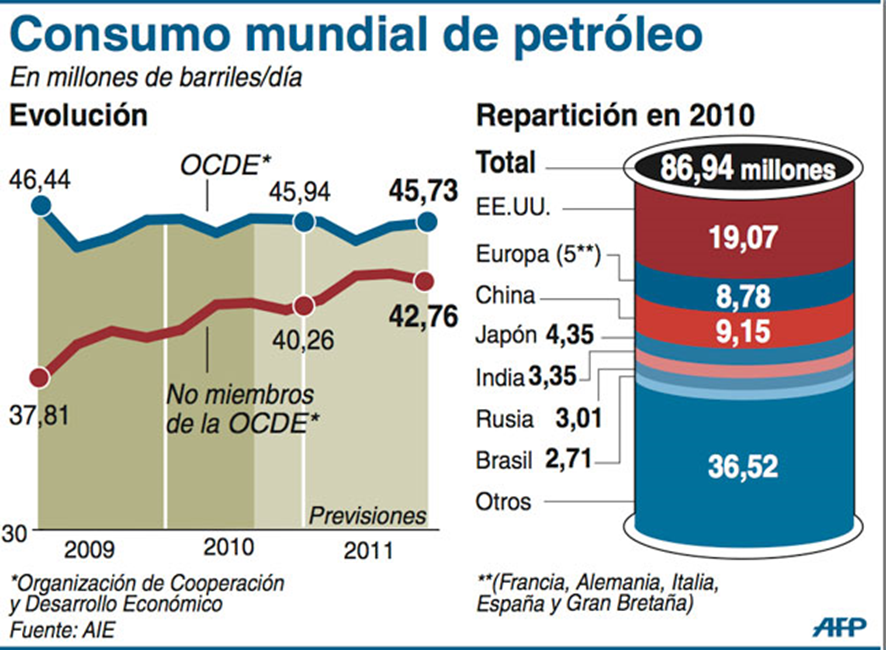 Consumo mundial de petróleo
En millones de barriles/día
Evolución
46,44
OCDE*
45,94
45,73
37,81
No miembros
de la OCDE*
40,26
42,76
Previsiones
30
2009
2010
2011
*Organización de Cooperación
y Desarrollo Económico
Fuente: AIE
Repartición en 2010
Total
86,94 millones
EE.UU.
19,07
Europa (5**)
8,78
China
9,15
Japón 4,35
India 3,35
Rusia 3,01
Brasil 2,71
Otros
36,52
**(Francia, Alemania, Italia,
España y Gran Bretaña)
AFP